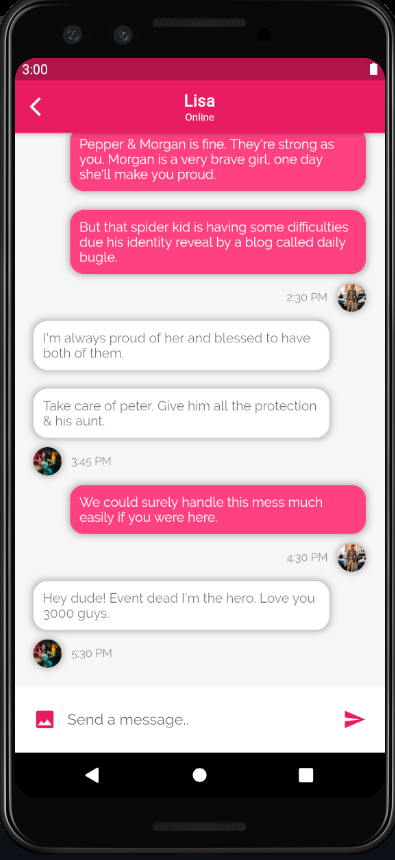 3:00
Lisa
Online
Pepper & Morgan is fine. They're strong as
you. Morgan is a very brave girl, one day
she'll make you proud.
But that spider kid is having some difficulties
due his identity reveal by a blog called daily
bugle.
2:30 PM
I'm always proud of her and blessed to have
both of them.
Take care of peter. Give him all the protection
& his aunt.
3:45 PM
We could surely handle this mess much
easily if you were here.
4:30 PM
Hey dude! Event dead I'm the hero. Love you
3000 guys.
5:30 PM
Send a message..